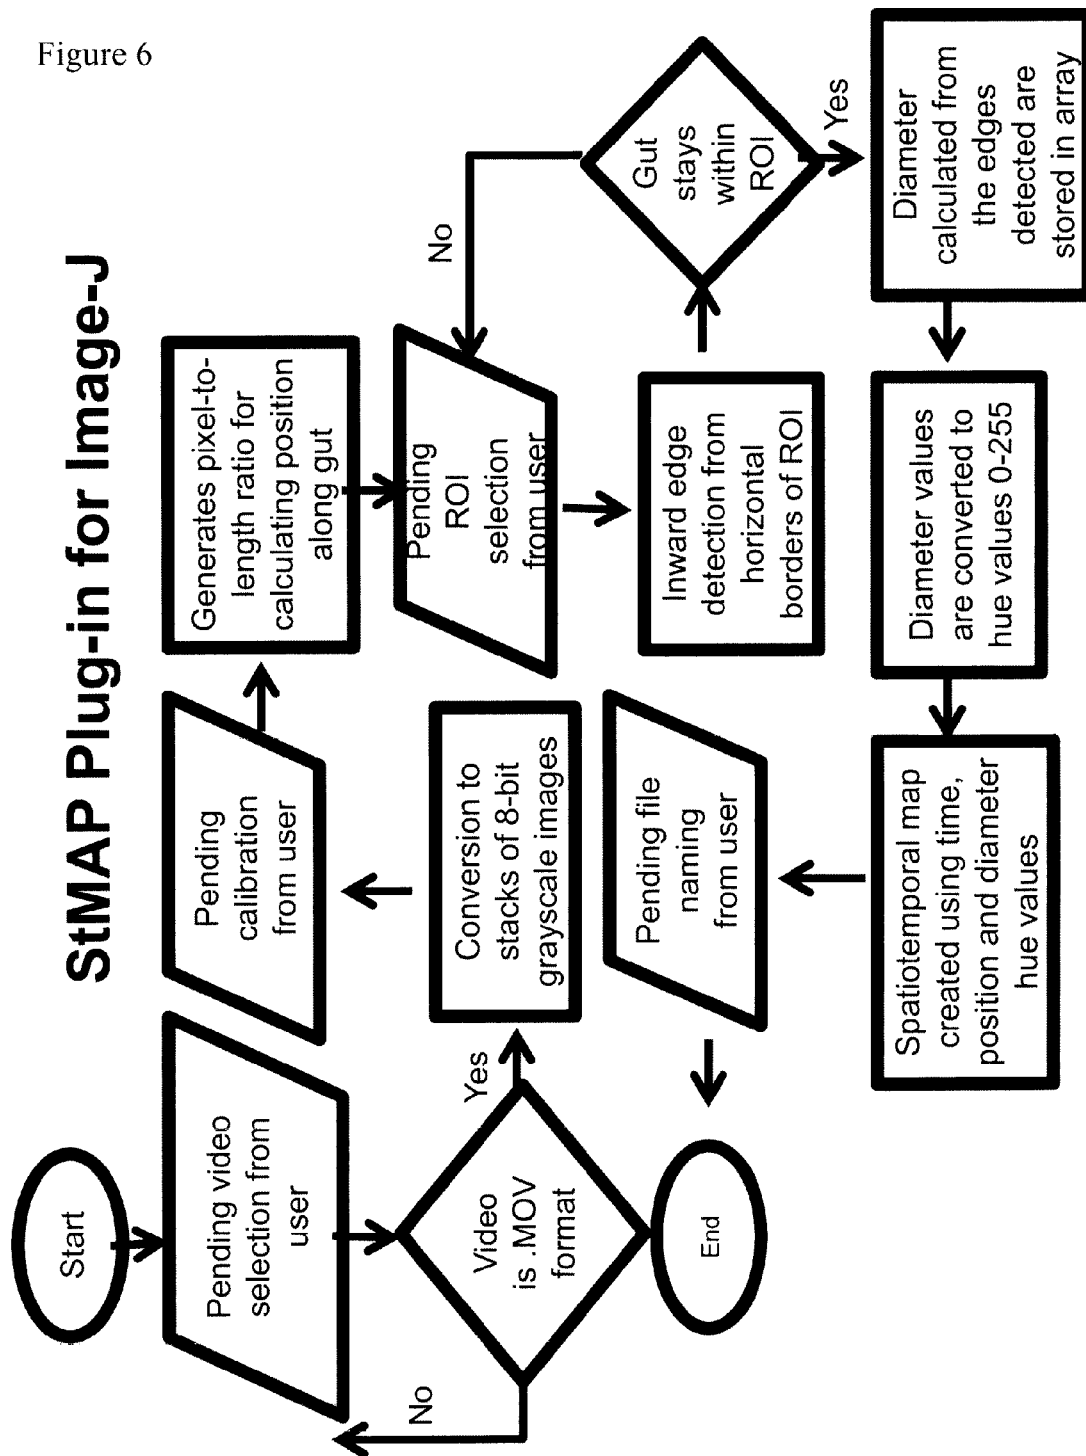 Figure 6
StMAP Plug-in for Image-J
Start
Pending video
selection from
user
Video
is .MOV
format
No
Yes
Conversion to
stacks of 8-bit
grayscale images
Pending
calibration
from user
Generates pixel-to-
length ratio for
calculating position
along gut
Pending
ROI
selection
from user
Inward edge
detection from
horizontal
borders of ROI
Gut
stays
within
ROI
No
Yes
Diameter
calculated from
the edges
detected are
stored in array
Diameter values
are converted to
hue values 0-255
Spatiotemporal map
created using time,
position and diameter
hue values
Pending file
naming
from user
End